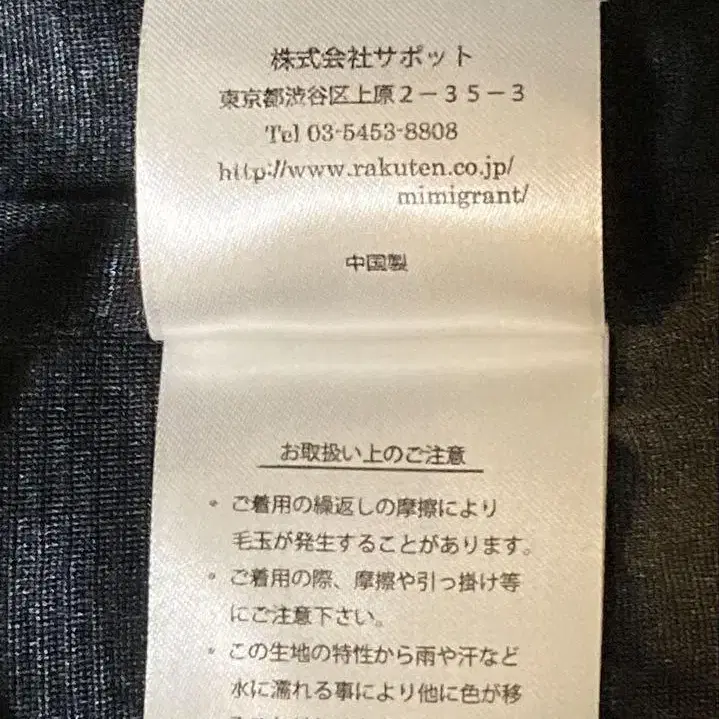 株式会社サポット
東京都渋谷区上原２－３５－３
Tel 03-5453-8808
http://www.rakuten.co.jp/
mimigrant/
中国製
お取扱い上のご注意
• ご着用の繰返しの摩擦により
毛玉が発生することがあります。
• ご着用の際、摩擦や引っ掛け等
にご注意下さい。
• この生地の特性から雨や汗など
水に濡れる事により他に色が移